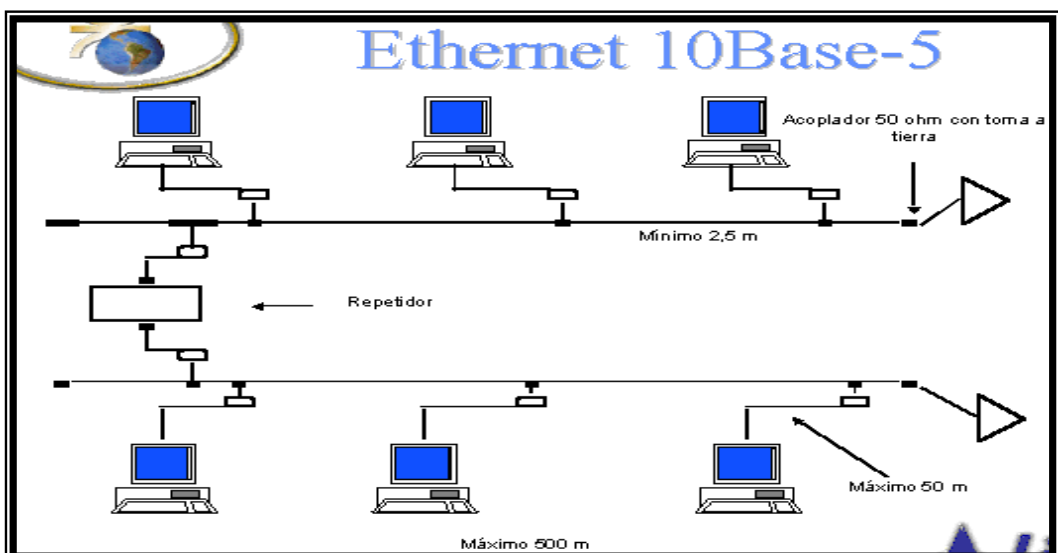 Ethernet 10Base-5
Acoplador 50 ohm con toma a
tierra
Mínimo 2,5 m
Repetidor
Máximo 50 m
Máximo 500 m